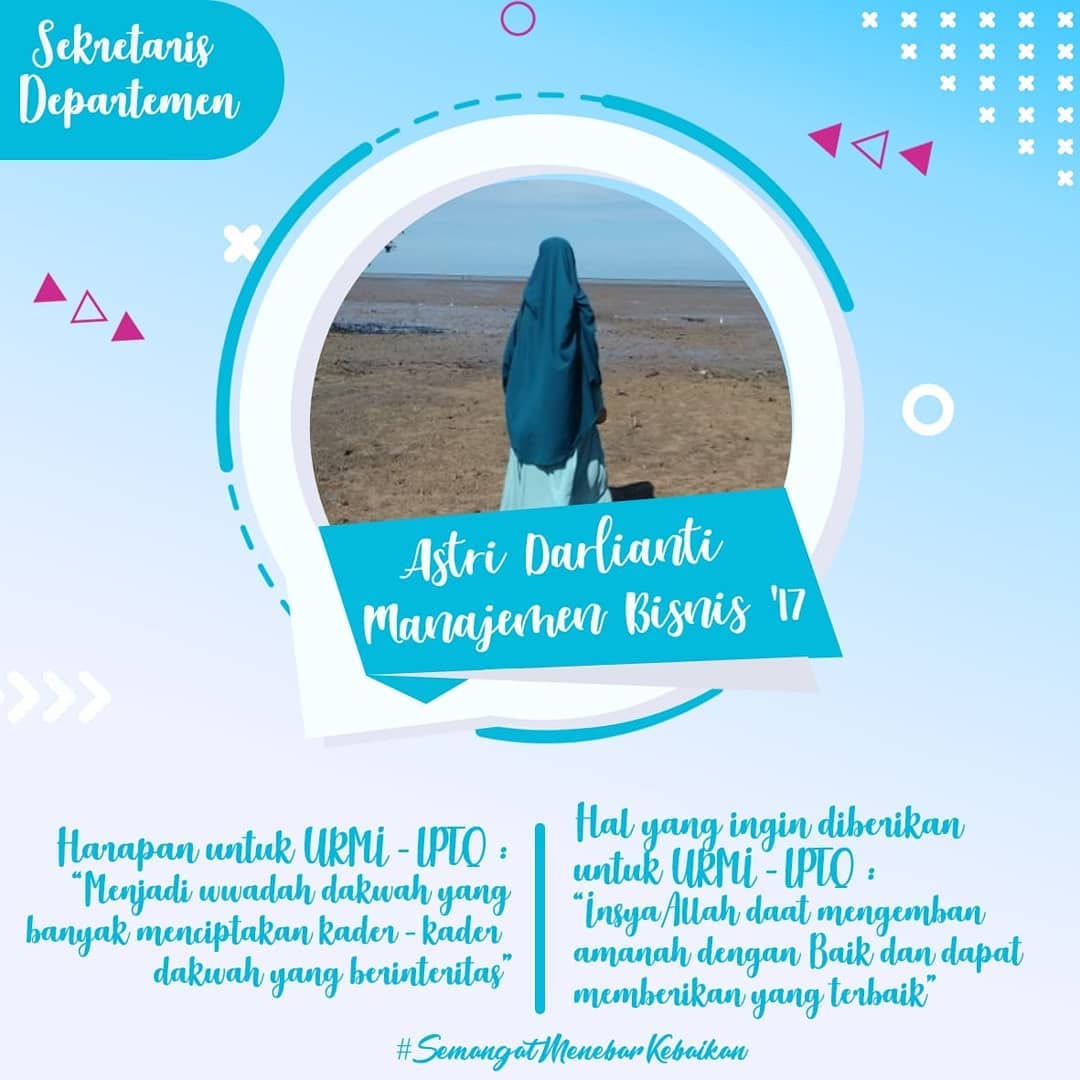 Sekretaris
Departemen
Astri Darlianti
Manajemen Bisnis '17
Harapan untuk URMI - LPTQ :
"Menjadi wwadah dakwah yang
banyak menciptakan kader - kader
dakwah yang berinteritas"
Hal yang ingin diberikan
untuk URMI - LPTQ :
"InsyaAllah daat mengemban
amanah dengan Baik dan dapat
memberikan yang terbaik"
#SemangatMenebarKebaikan